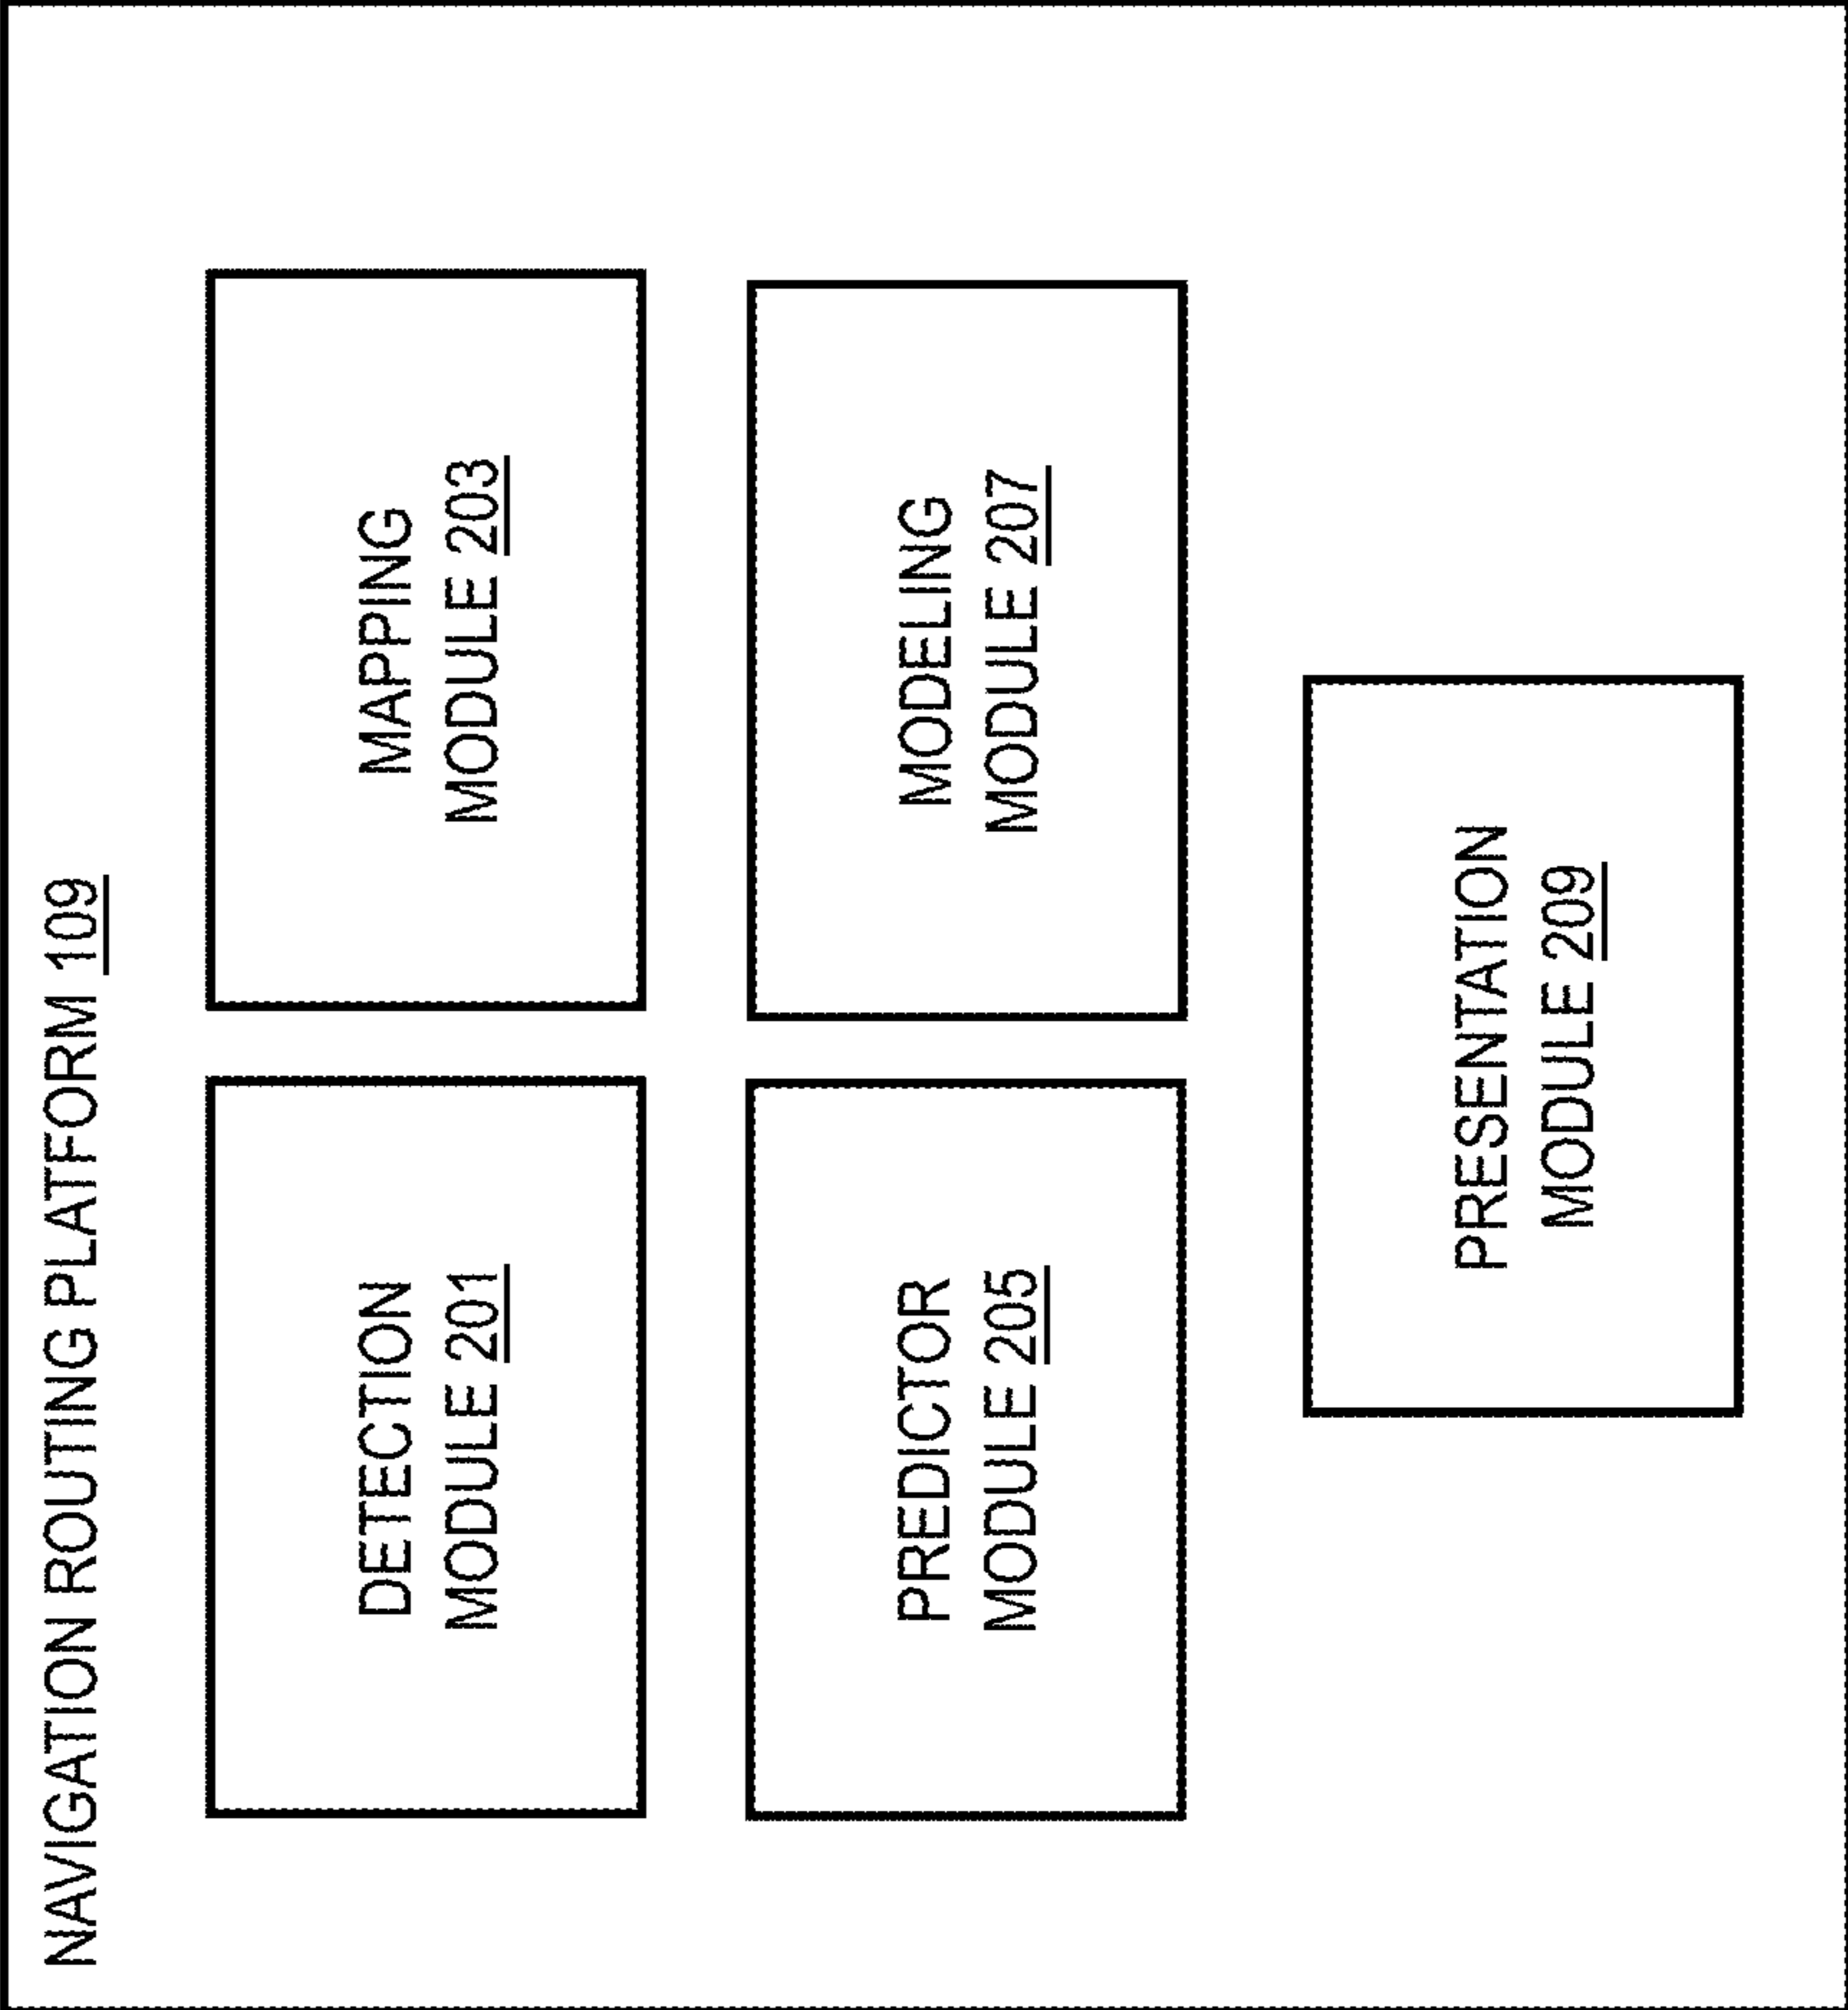 NAVIGATION ROUTING PLATFORM 109
DETECTION
MODULE 201
MAPPING
MODULE 203
PREDICTOR
MODULE 205
MODELING
MODULE 207
PRESENTATION
MODULE 209